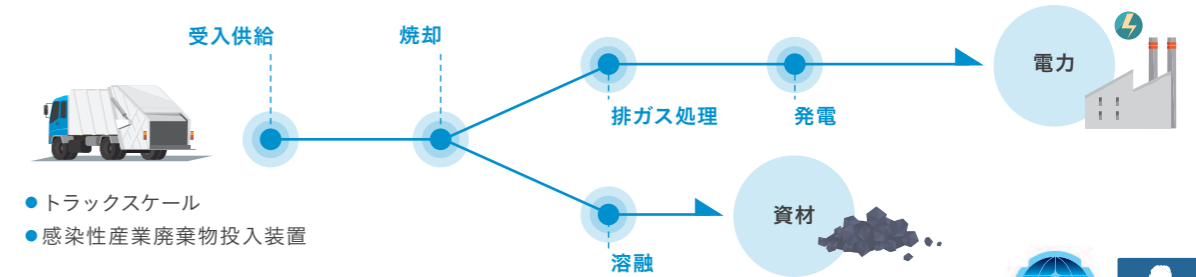 受入供給
焼却
排ガス処理
発電
電力
溶融
資材
●トラックスケール
●感染性産業廃棄物投入装置